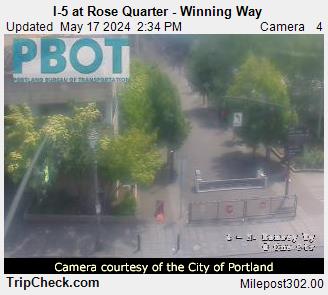 I-5 at Rose Quarter - Winning Way
Updated May 17 2024 2:34 PM Camera 4
PBOT
PORTLAND BUREAU OF TRANSPORTATION
Camera courtesy of the City of Portland
TripCheck.com Milepost302.00